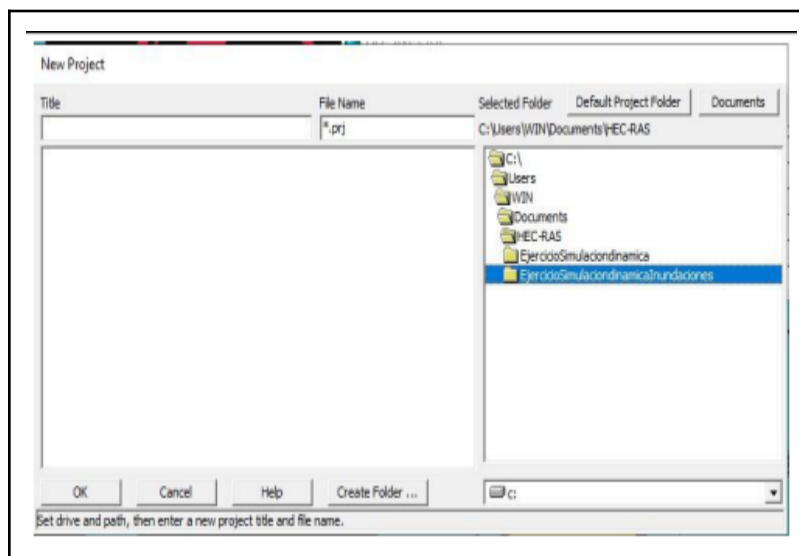 New Project
Title
File Name
Selected Folder
Default Project Folder
Documents
*.prj
C:\Users\WIN\Documents\HEC-RAS
C:\
Users
WIN
Documents
HEC-RAS
EjercicioSimulaciondinamica
EjercicioSimulaciondinamicaInundaciones
OK
Cancel
Help
Create Folder ...
c:
Set drive and path, then enter a new project title and file name.